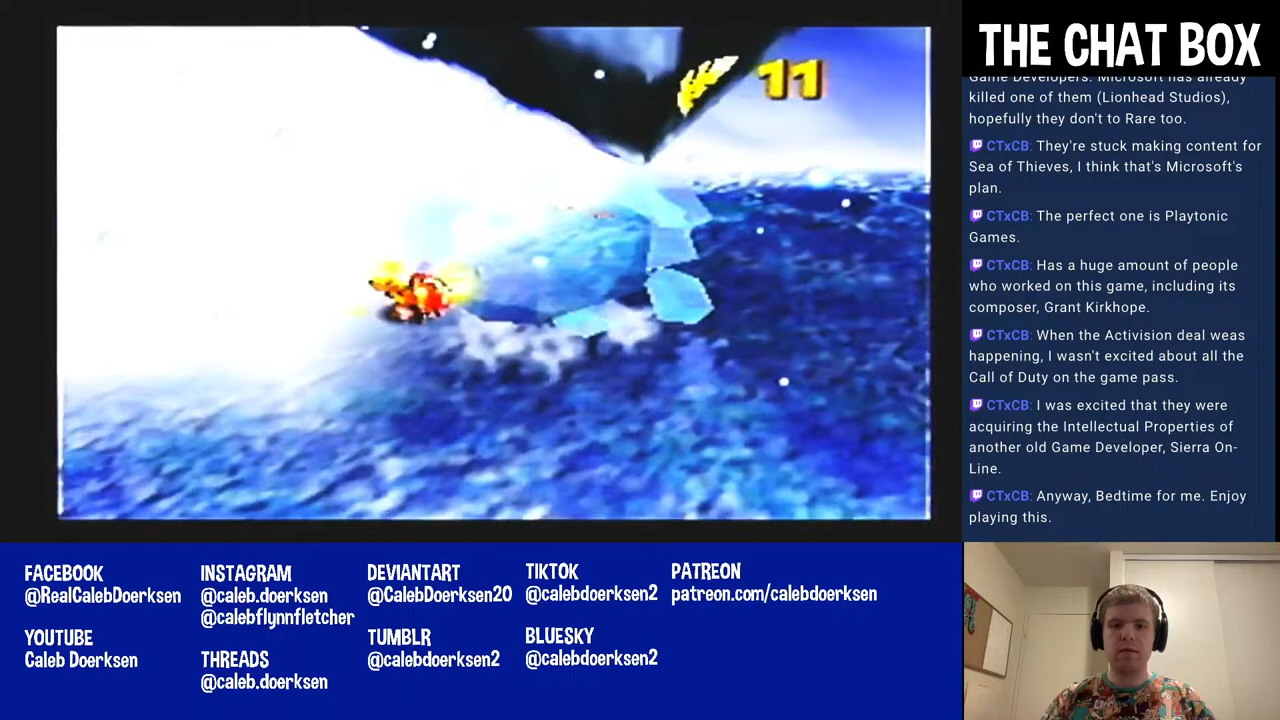 11
THE CHAT BOX
Game Developers. Microsoft has already
killed one of them (Lionhead Studios),
hopefully they don't to Rare too.
CTxCB: They're stuck making content for
Sea of Thieves, I think that's Microsoft's
plan.
CTxCB: The perfect one is Playtonic
Games.
CTxCB: Has a huge amount of people
who worked on this game, including its
composer, Grant Kirkhope.
CTxCB: When the Activision deal weas
happening, I wasn't excited about all the
Call of Duty on the game pass.
CTxCB: I was excited that they were
acquiring the Intellectual Properties of
another old Game Developer, Sierra On-
Line.
CTxCB: Anyway, Bedtime for me. Enjoy
playing this.
FACEBOOK
@RealCalebDoerksen
YOUTUBE
Caleb Doerksen
INSTAGRAM
@caleb.doerksen
@calebflynnfletcher
THREADS
@caleb.doerksen
DEVIANTART
@CalebDoerksen20
TUMBLR
@calebdoerksen2
TIKTOK
@calebdoerksen2
BLUESKY
@calebdoerksen2
PATREON
patreon.com/calebdoerksen